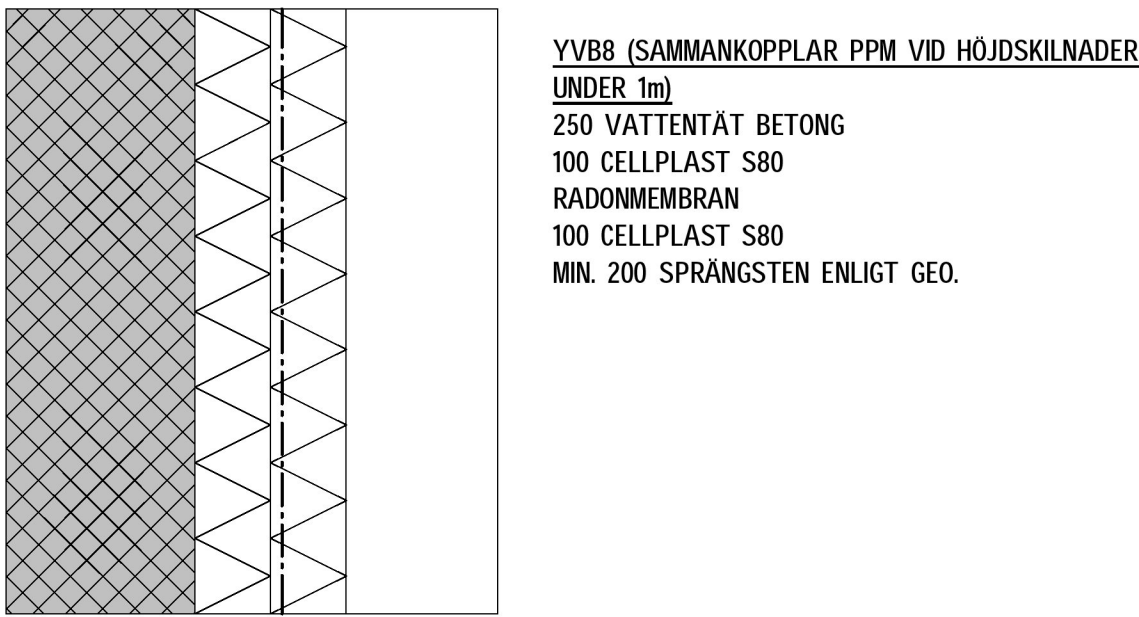 YVB8 (SAMMANKOPPLAR PPM VID HÖJDSKILNADER
UNDER 1m)
250 VATTENTÄT BETONG
100 CELLPLAST S80
RADONMEMBRAN
100 CELLPLAST S80
MIN. 200 SPRÄNGSTEN ENLIGT GEO.